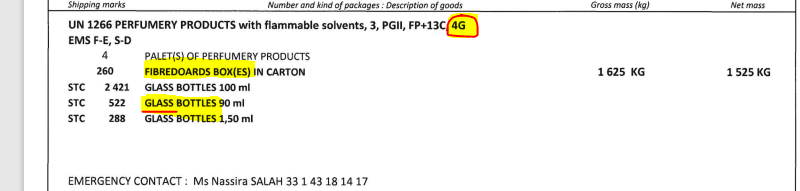 Shipping marks Number and kind of packages : Description of goods Gross mass (kg) Net mass
UN 1266 PERFUMERY PRODUCTS with flammable solvents, 3, PGII, FP+13C, 4G
EMS F-E, S-D
4 PALET(S) OF PERFUMERY PRODUCTS
260 FIBREDOARDS BOX(ES) IN CARTON 1 625 KG 1 525 KG
STC 2 421 GLASS BOTTLES 100 ml
STC 522 GLASS BOTTLES 90 ml
STC 288 GLASS BOTTLES 1,50 ml
EMERGENCY CONTACT : Ms Nassira SALAH 33 1 43 18 14 17